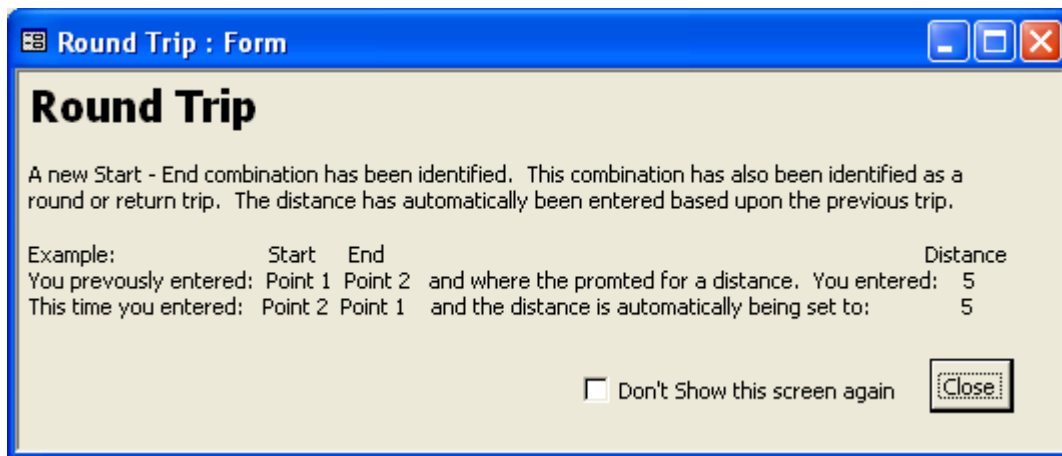 Round Trip : Form
Round Trip
A new Start - End combination has been identified.  This combination has also been identified as a
round or return trip.  The distance has automatically been entered based upon the previous trip.
Example: Start End Distance
You prevously entered: Point 1 Point 2 and where the promted for a distance.  You entered: 5
This time you entered: Point 2 Point 1 and the distance is automatically being set to: 5
Don't Show this screen again Close